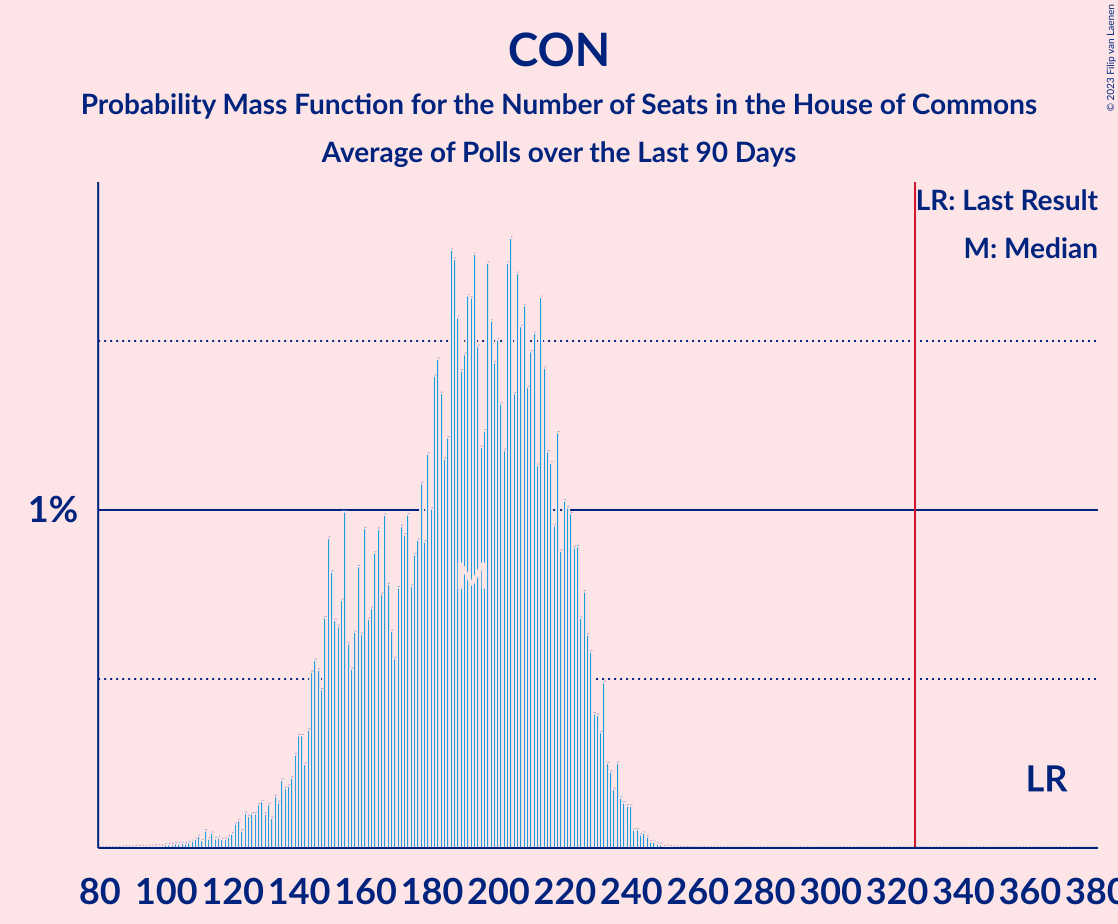 CON
Probability Mass Function for the Number of Seats in the House of Commons
Average of Polls over the Last 90 Days
© 2023 Filip van Laenen
LR: Last Result
M: Median
1%
M
LR
80 100 120 140 160 180 200 220 240 260 280 300 320 340 360 380